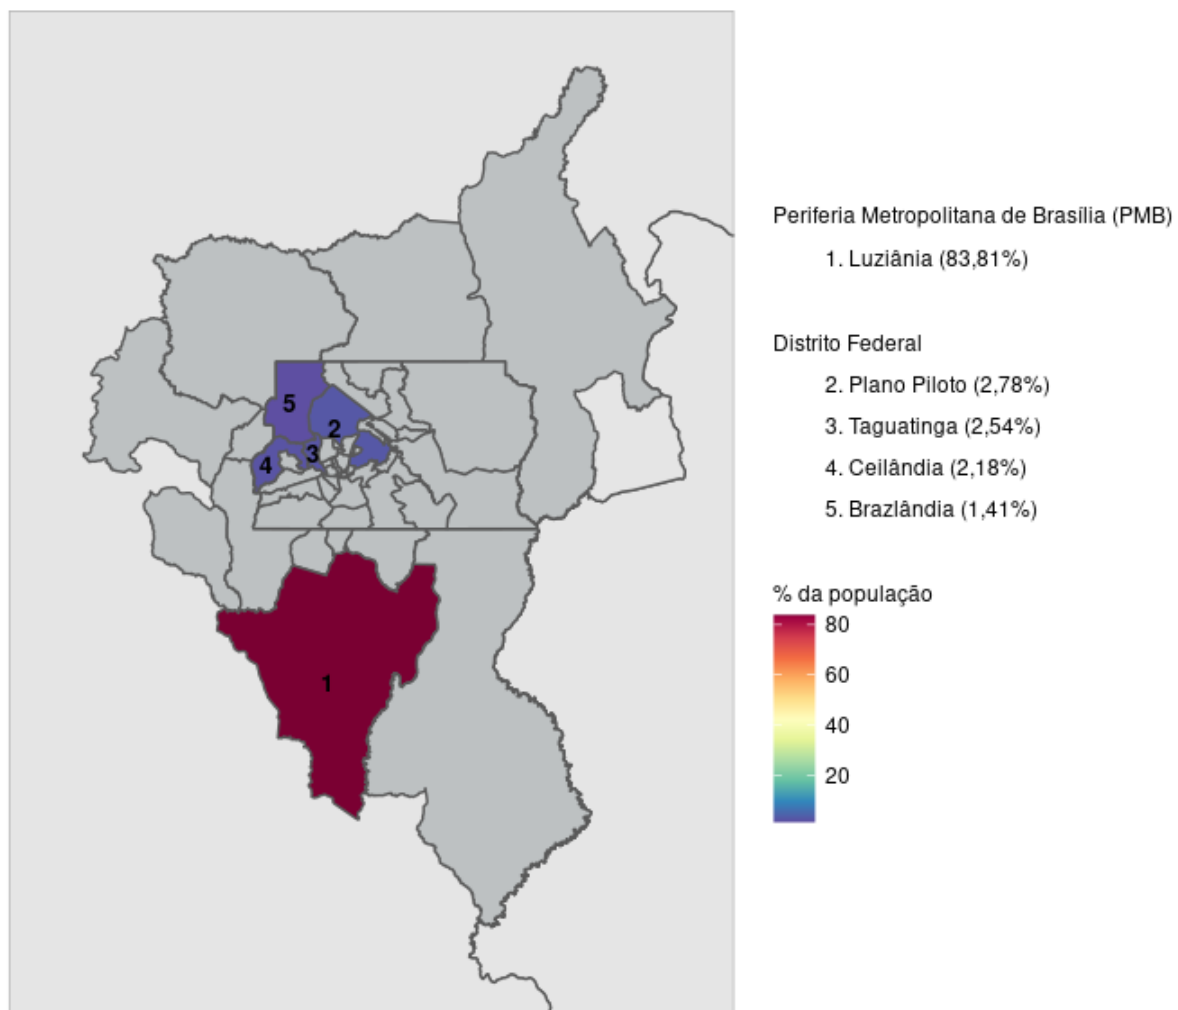 Periferia Metropolitana de Brasília (PMB)
1. Luziânia (83,81%)
Distrito Federal
2. Plano Piloto (2,78%)
3. Taguatinga (2,54%)
4. Ceilândia (2,18%)
5. Brazlândia (1,41%)
% da população
80
60
40
20
5
2
3
4
1